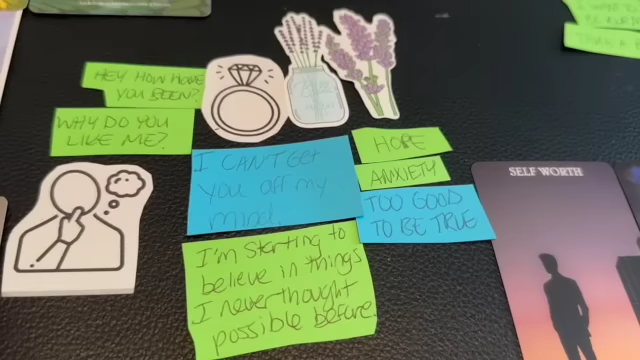 HEY HOW HAVE
YOU BEEN?
WHY DO YOU
LIKE ME?
I CAN'T GET
you off my
mind.
HOPE
ANXIETY
TOO GOOD
TO BE TRUE
I'm starting to
believe in things
I never thought
possible before.
SELF WORTH